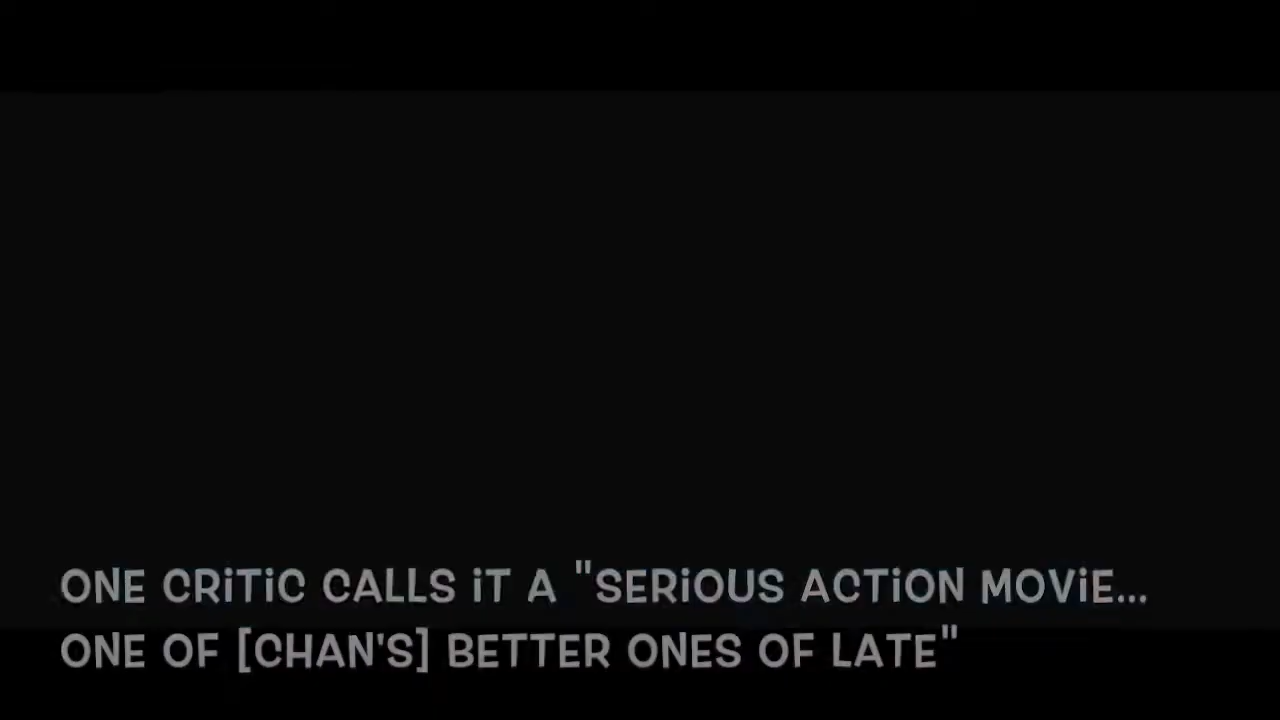 ONE CRiTiC CALLS iT A "SERiOUS ACTiON MOViE...
ONE OF [CHAN'S] BETTER ONES OF LATE"